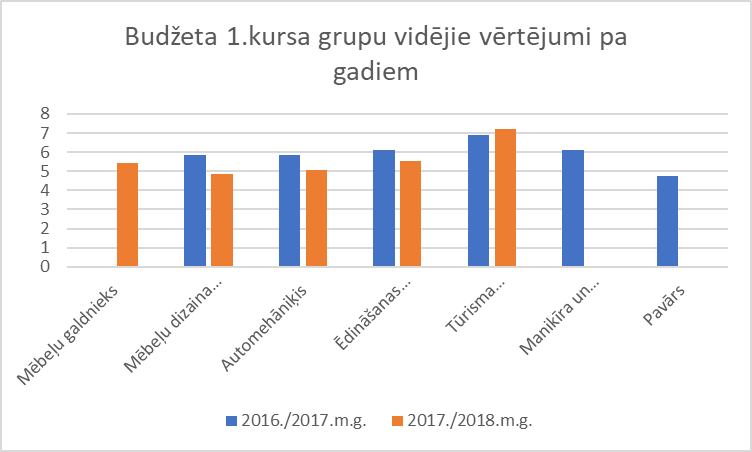 Budžeta 1.kursa grupu vidējie vērtējumi pa
gadiem
8
7
6
5
4
3
2
1
0
Mēbeļu galdnieks
Mēbeļu dizaina...
Automehāniķis
Ēdināšanas...
Tūrisma...
Manikīra un...
Pavārs
2016./2017.m.g.
2017./2018.m.g.